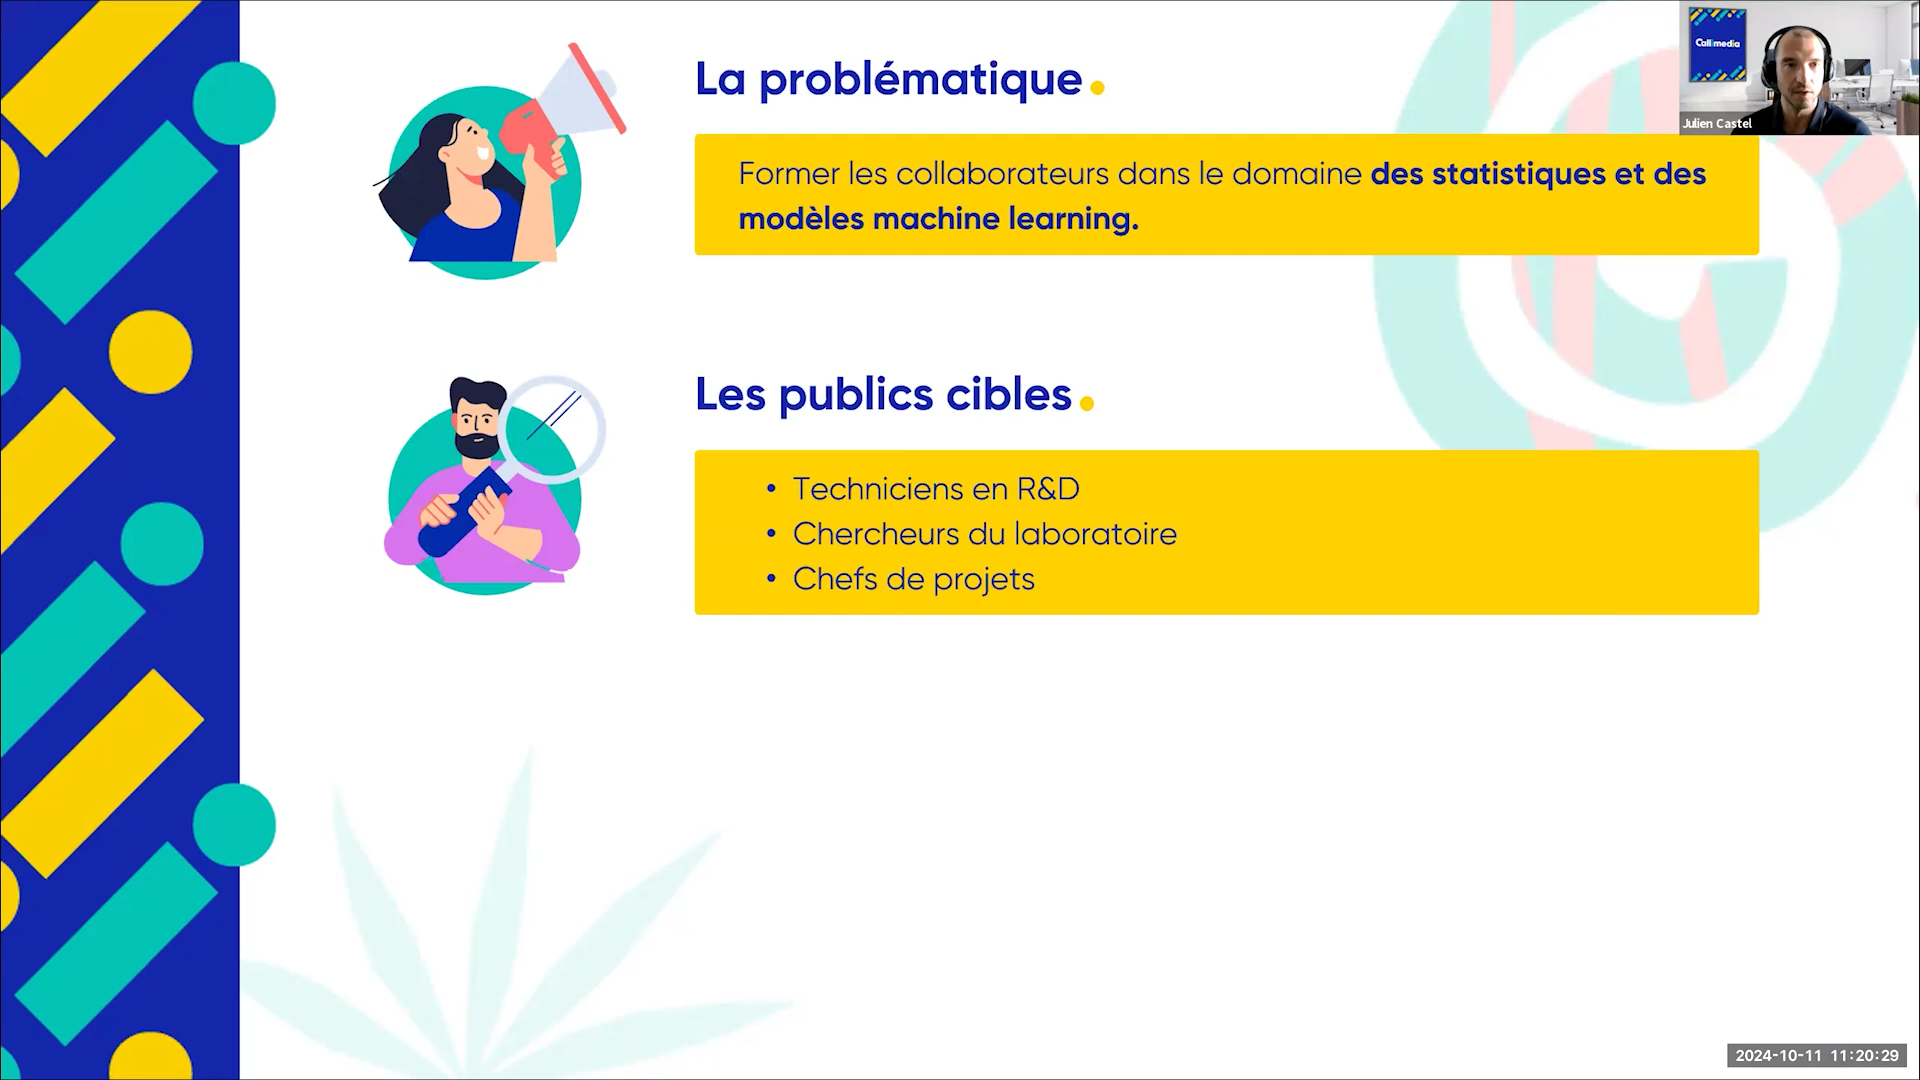 La problématique.
Former les collaborateurs dans le domaine des statistiques et des
modèles machine learning.
Les publics cibles.
• Techniciens en R&D
• Chercheurs du laboratoire
• Chefs de projets
Callimedia
Julien Castel
2024-10-11 11:20:29